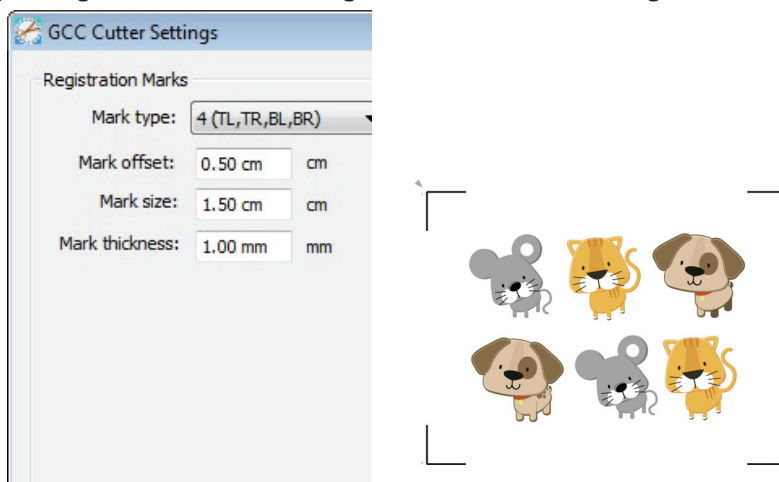 GCC Cutter Settings
Registration Marks
Mark type: 4 (TL,TR,BL,BR)
Mark offset: 0.50 cm cm
Mark size: 1.50 cm cm
Mark thickness: 1.00 mm mm